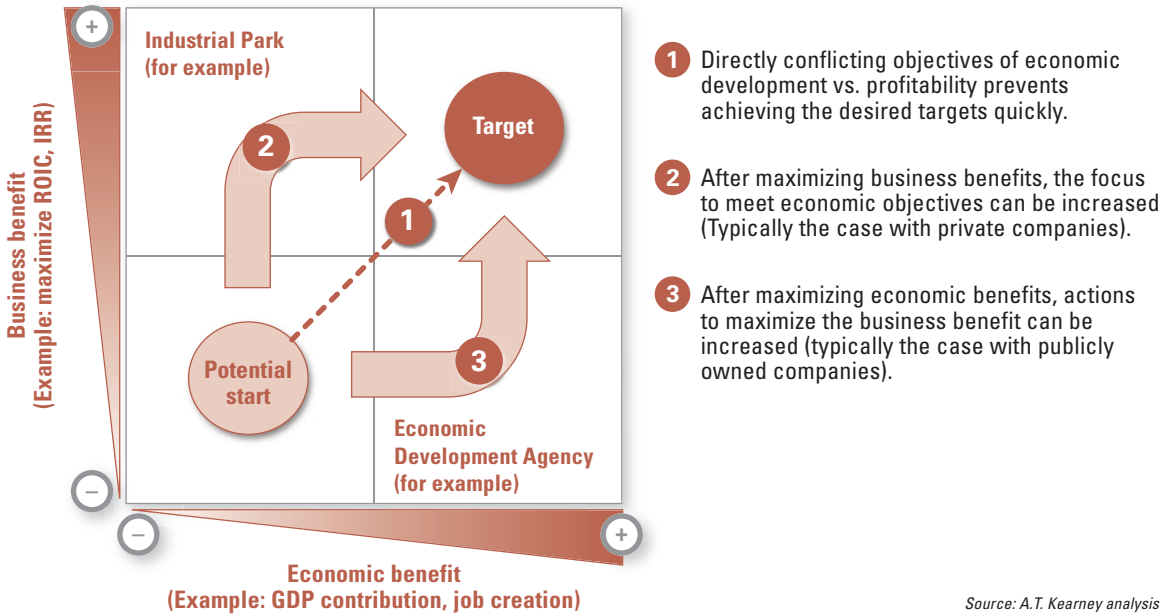 +
Industrial Park
(for example)
Target
2
1
Business benefit
(Example: maximize ROIC, IRR)
Potential
start
3
Economic
Development Agency
(for example)
–
–
+
Economic benefit
(Example: GDP contribution, job creation)
1 Directly conflicting objectives of economic
development vs. profitability prevents
achieving the desired targets quickly.
2 After maximizing business benefits, the focus
to meet economic objectives can be increased
(Typically the case with private companies).
3 After maximizing economic benefits, actions
to maximize the business benefit can be
increased (typically the case with publicly
owned companies).
Source: A.T. Kearney analysis